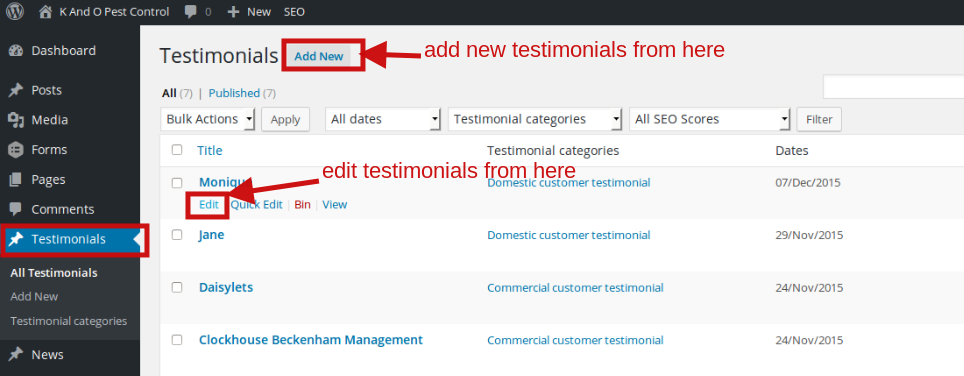 K And O Pest Control 0 New SEO
Dashboard
Posts
Media
Forms
Pages
Comments
Testimonials
All Testimonials
Add New
Testimonial categories
News
Testimonials Add New
add new testimonials from here
All (7) | Published (7)
Bulk Actions Apply All dates Testimonial categories All SEO Scores Filter
Title Testimonial categories Dates
edit testimonials from here
Domestic customer testimonial 07/Dec/2015
Edit Quick Edit | Bin | View
Jane Domestic customer testimonial 29/Nov/2015
Daisylets Commercial customer testimonial 24/Nov/2015
Clockhouse Beckenham Management Commercial customer testimonial 24/Nov/2015